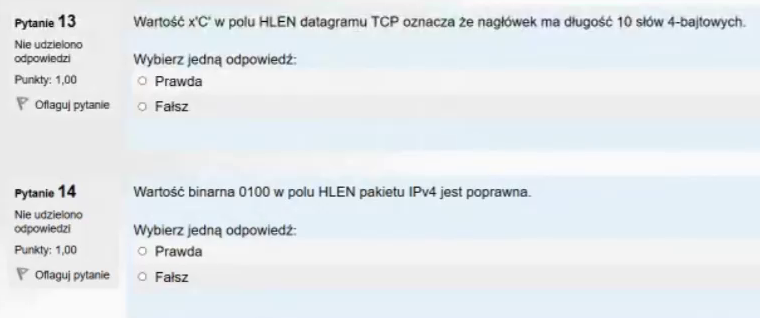 Pytanie 13
Nie udzielono
odpowiedzi
Punkty: 1,00
Oflaguj pytanie
Wartość x'C' w polu HLEN datagramu TCP oznacza że nagłówek ma długość 10 słów 4-bajtowych.
Wybierz jedną odpowiedź:
Prawda
Fałsz
Pytanie 14
Nie udzielono
odpowiedzi
Punkty: 1,00
Oflaguj pytanie
Wartość binarna 0100 w polu HLEN pakietu IPv4 jest poprawna.
Wybierz jedną odpowiedź:
Prawda
Fałsz